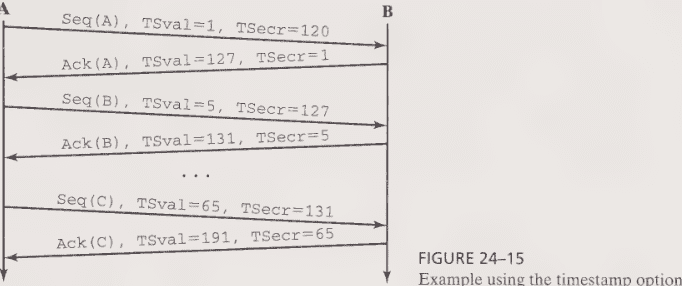 A
B
Seq(A), TSval=1, TSecr=120
Ack(A), TSval=127, TSecr=1
Seq(B), TSval=5, TSecr=127
Ack(B), TSval=131, TSecr=5
...
Seq(C), TSval=65, TSecr=131
Ack(C), TSval=191, TSecr=65
FIGURE 24–15
Example using the timestamp option